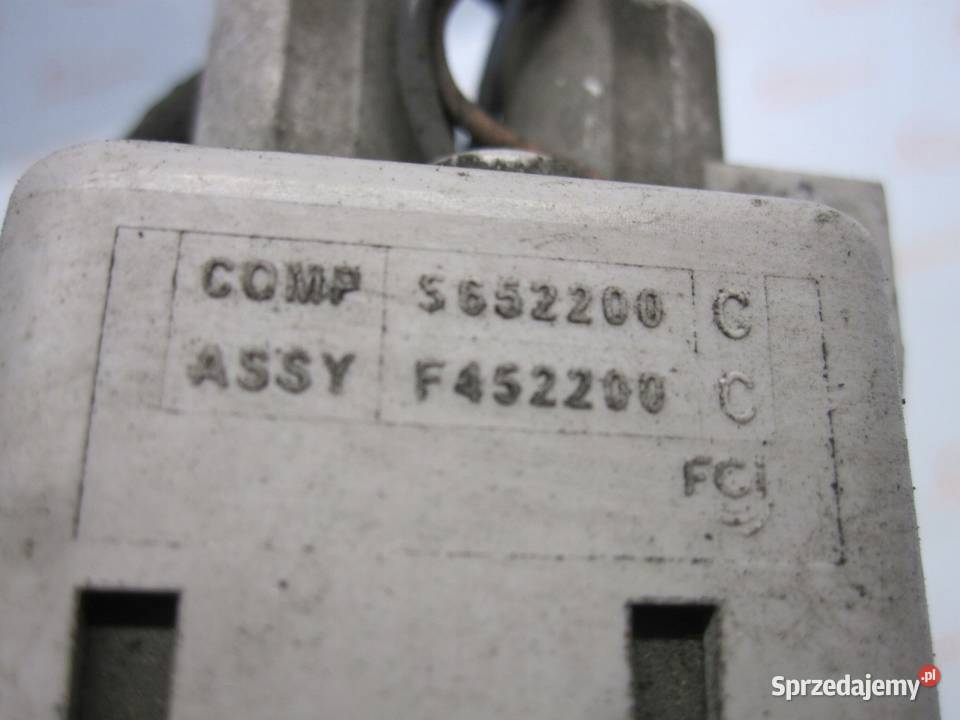 COMP S652200 C
ASSY F452200 C
FCI
Sprzedajemy.pl